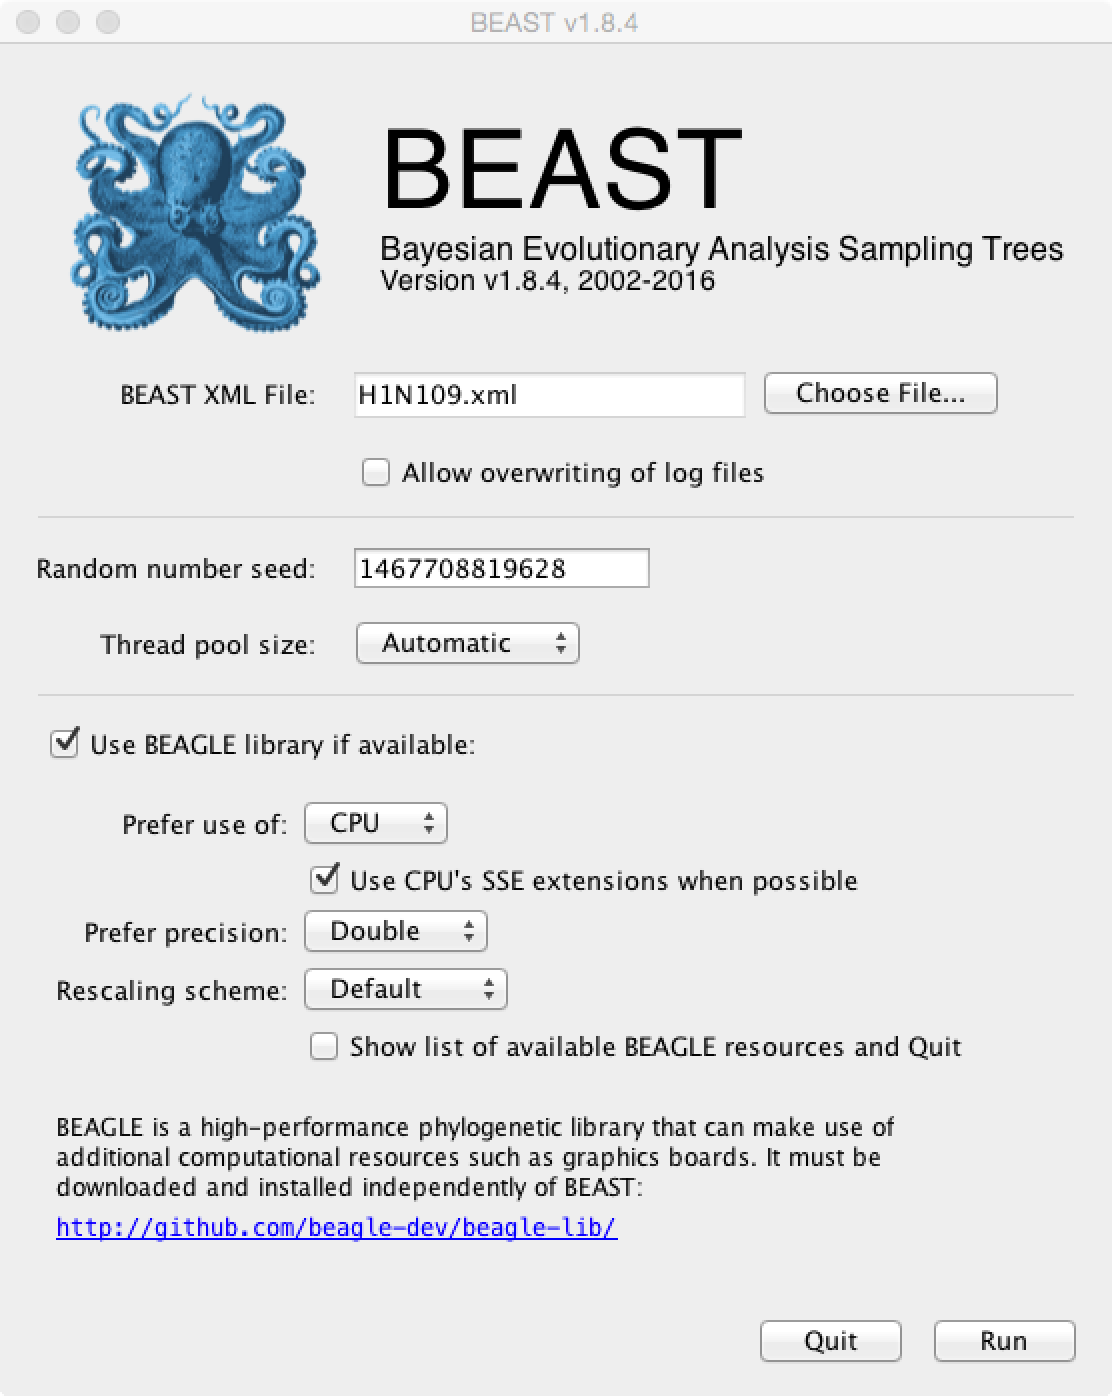 BEAST v1.8.4
BEAST
Bayesian Evolutionary Analysis Sampling Trees
Version v1.8.4, 2002-2016
BEAST XML File: H1N109.xml Choose File...
Allow overwriting of log files
Random number seed: 1467708819628
Thread pool size: Automatic
Use BEAGLE library if available:
Prefer use of: CPU
Use CPU's SSE extensions when possible
Prefer precision: Double
Rescaling scheme: Default
Show list of available BEAGLE resources and Quit
BEAGLE is a high-performance phylogenetic library that can make use of
additional computational resources such as graphics boards. It must be
downloaded and installed independently of BEAST:
http://github.com/beagle-dev/beagle-lib/
Quit Run